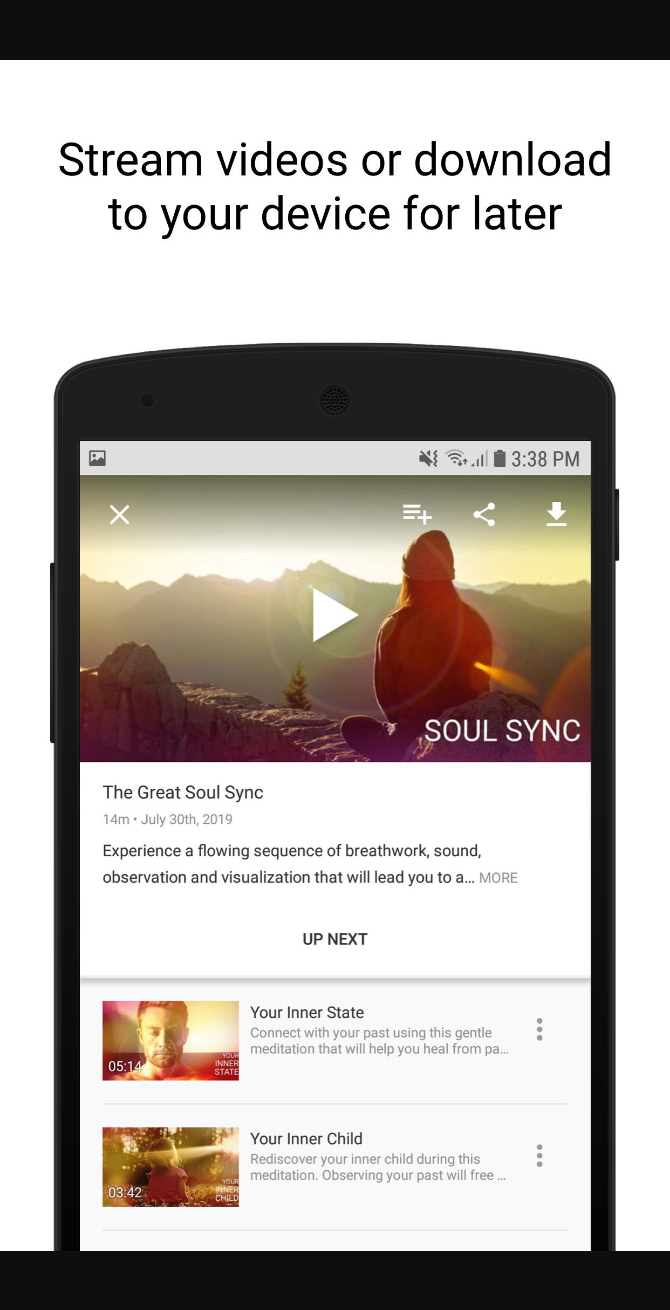 Stream videos or download
to your device for later
3:38 PM
SOUL SYNC
The Great Soul Sync
14m • July 30th, 2019
Experience a flowing sequence of breathwork, sound,
observation and visualization that will lead you to a... MORE
UP NEXT
Your Inner State
Connect with your past using this gentle
meditation that will help you heal from pa...
05:14
YOUR
INNER
STATE
Your Inner Child
Rediscover your inner child during this
meditation. Observing your past will free ...
03:42
YOUR
INNER
CHILD